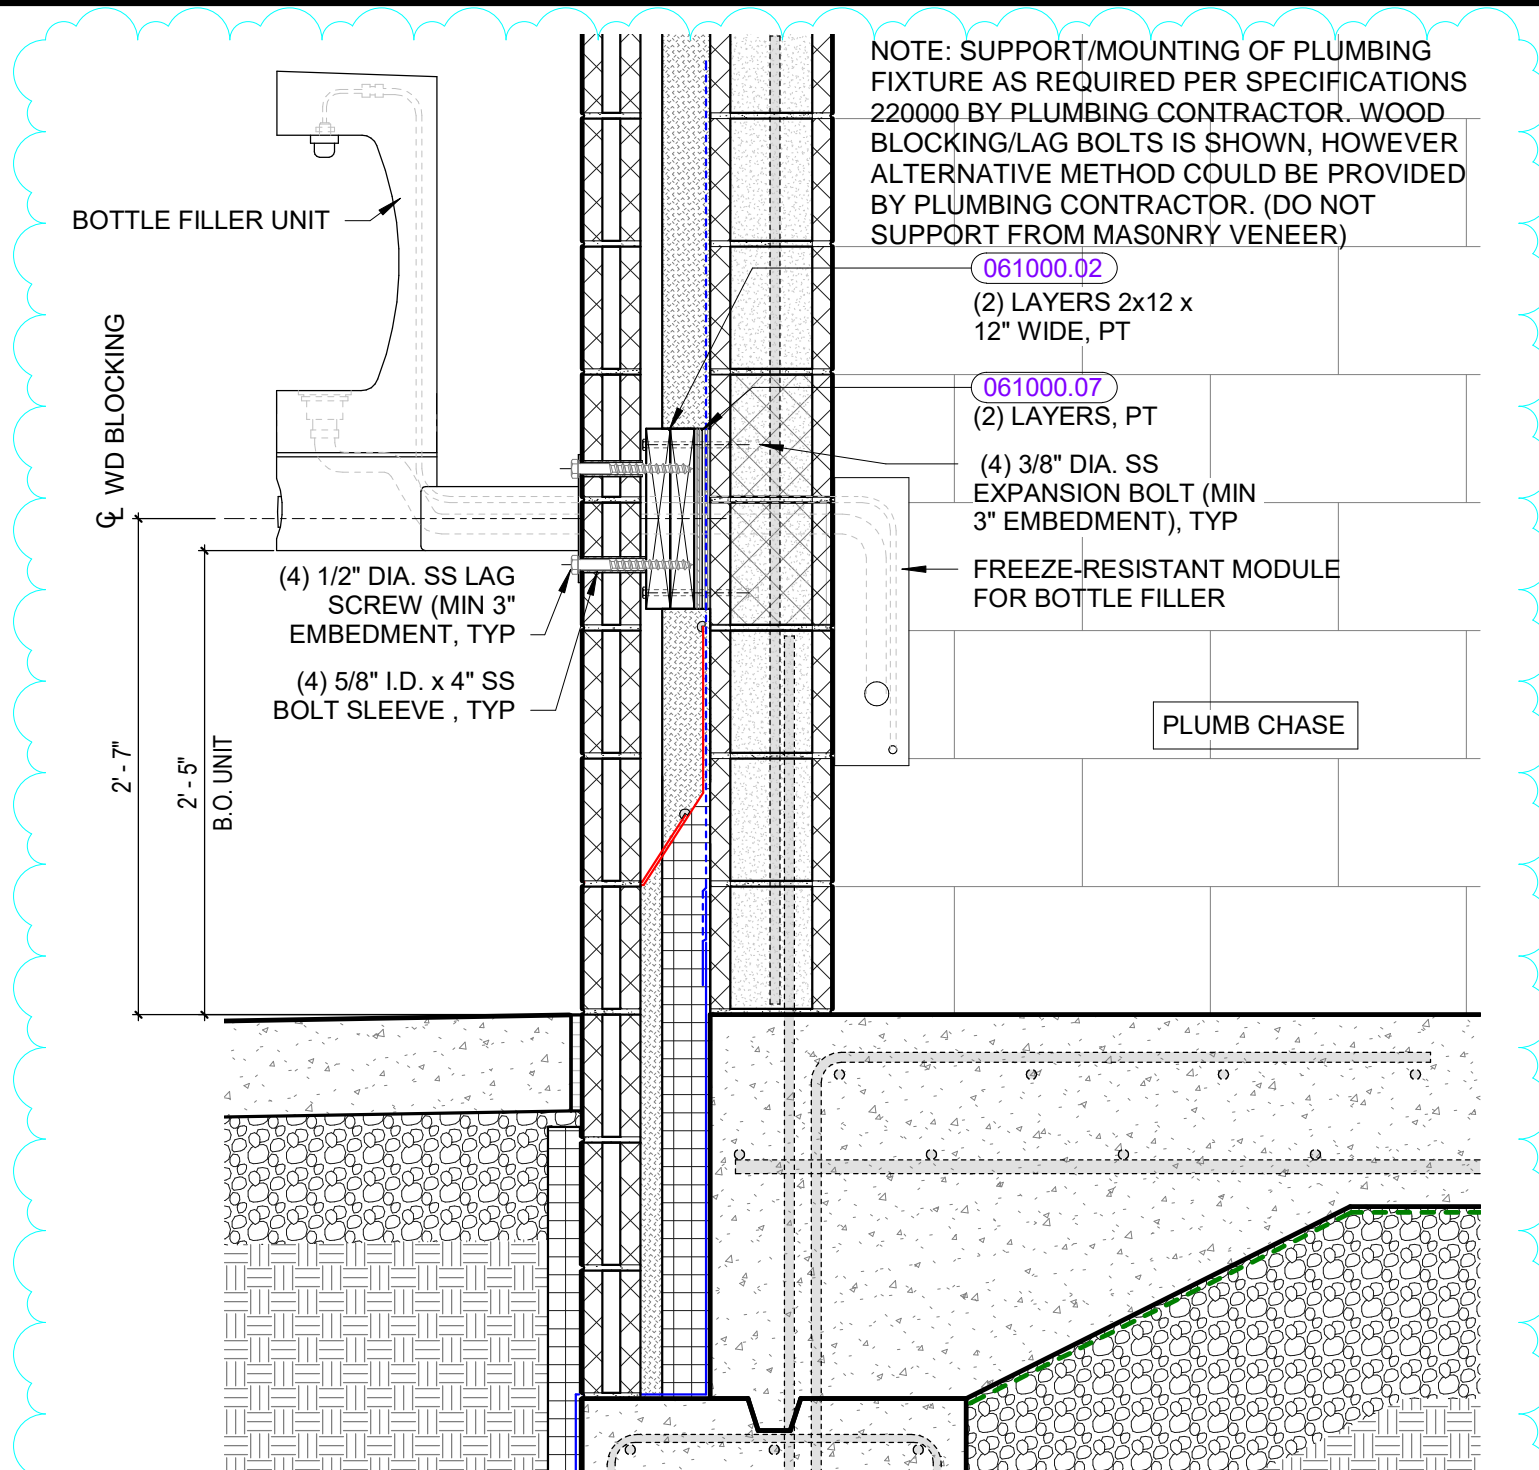 NOTE: SUPPORT/MOUNTING OF PLUMBING
FIXTURE AS REQUIRED PER SPECIFICATIONS
220000 BY PLUMBING CONTRACTOR. WOOD
BLOCKING/LAG BOLTS IS SHOWN, HOWEVER
ALTERNATIVE METHOD COULD BE PROVIDED
BY PLUMBING CONTRACTOR. (DO NOT
SUPPORT FROM MAS0NRY VENEER)
BOTTLE FILLER UNIT
061000.02
(2) LAYERS 2x12 x
12" WIDE, PT
061000.07
(2) LAYERS, PT
(4) 3/8" DIA. SS
EXPANSION BOLT (MIN
3" EMBEDMENT), TYP
FREEZE-RESISTANT MODULE
FOR BOTTLE FILLER
℄ WD BLOCKING
(4) 1/2" DIA. SS LAG
SCREW (MIN 3"
EMBEDMENT, TYP
(4) 5/8" I.D. x 4" SS
BOLT SLEEVE , TYP
PLUMB CHASE
2' - 7"
2' - 5"
B.O. UNIT